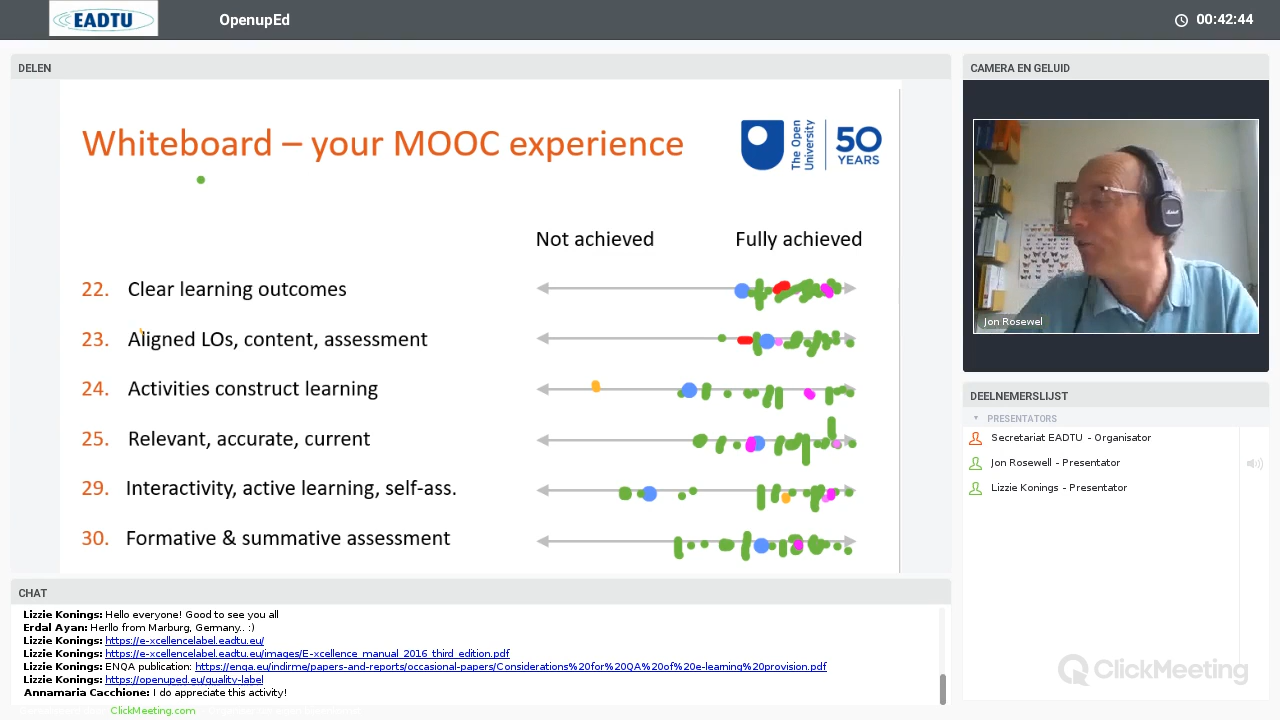 EADTU
OpenupEd
00:42:44
DELEN
Whiteboard – your MOOC experience
The Open University
50 YEARS
Not achieved Fully achieved
22. Clear learning outcomes
23. Aligned LOs, content, assessment
24. Activities construct learning
25. Relevant, accurate, current
29. Interactivity, active learning, self-ass.
30. Formative & summative assessment
CAMERA EN GELUID
Jon Rosewel
DEELNEMERSLIJST
PRESENTATORS
Secretariat EADTU - Organisator
Jon Rosewell - Presentator
Lizzie Konings - Presentator
ClickMeeting
CHAT
Lizzie Konings: Hello everyone! Good to see you all
Erdal Ayan: Herllo from Marburg, Germany.. :)
Lizzie Konings: https://e-xcellencelabel.eadtu.eu/
Lizzie Konings: https://e-xcellencelabel.eadtu.eu/images/E-xcellence_manual_2016_third_edition.pdf
Lizzie Konings: ENQA publication: https://enqa.eu/indirme/papers-and-reports/occasional-papers/Considerations%20for%20QA%20of%20e-learning%20provision.pdf
Lizzie Konings: https://openuped.eu/quality-label
Annamaria Cacchione: I do appreciate this activity!
ClickMeeting.com